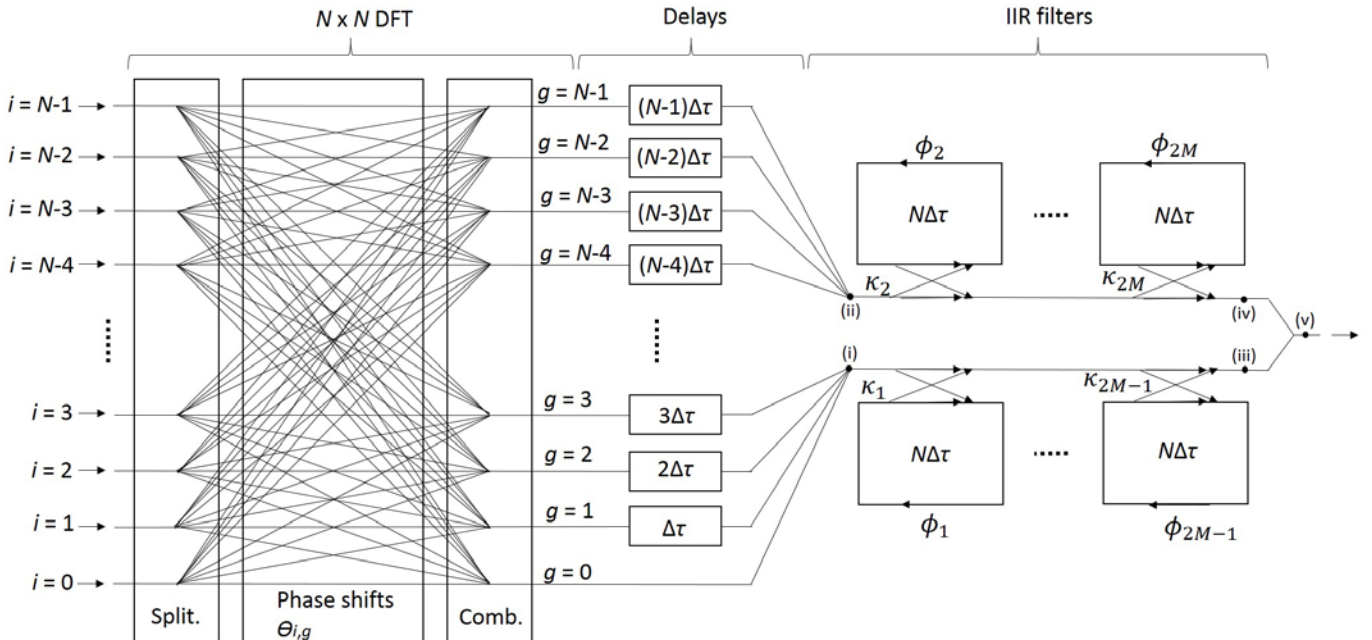 N x N DFT
Delays
IIR filters
i = N-1
i = N-2
i = N-3
i = N-4
i = 3
i = 2
i = 1
i = 0
Split.
Phase shifts
Θi,g
Comb.
g = N-1
g = N-2
g = N-3
g = N-4
g = 3
g = 2
g = 1
g = 0
(N-1)Δτ
(N-2)Δτ
(N-3)Δτ
(N-4)Δτ
3Δτ
2Δτ
Δτ
ϕ₂
ϕ₂M
NΔτ
NΔτ
κ₂
κ₂M
(ii)
(iv)
(v)
(i)
(iii)
κ₁
κ₂M−1
NΔτ
NΔτ
ϕ₁
ϕ₂M−1